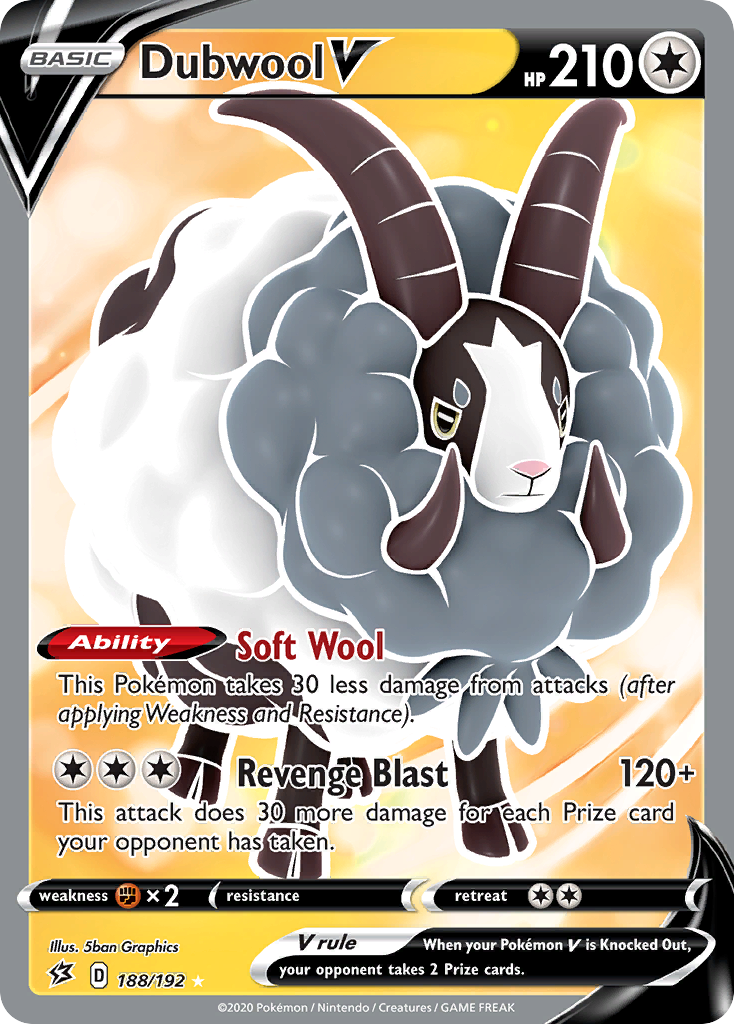 BASIC Dubwool V HP 210
Ability Soft Wool
This Pokémon takes 30 less damage from attacks (after
applying Weakness and Resistance).
Revenge Blast 120+
This attack does 30 more damage for each Prize card
your opponent has taken.
weakness ×2 resistance retreat
Illus. 5ban Graphics
V rule When your Pokémon V is Knocked Out,
your opponent takes 2 Prize cards.
D 188/192
©2020 Pokémon / Nintendo / Creatures / GAME FREAK